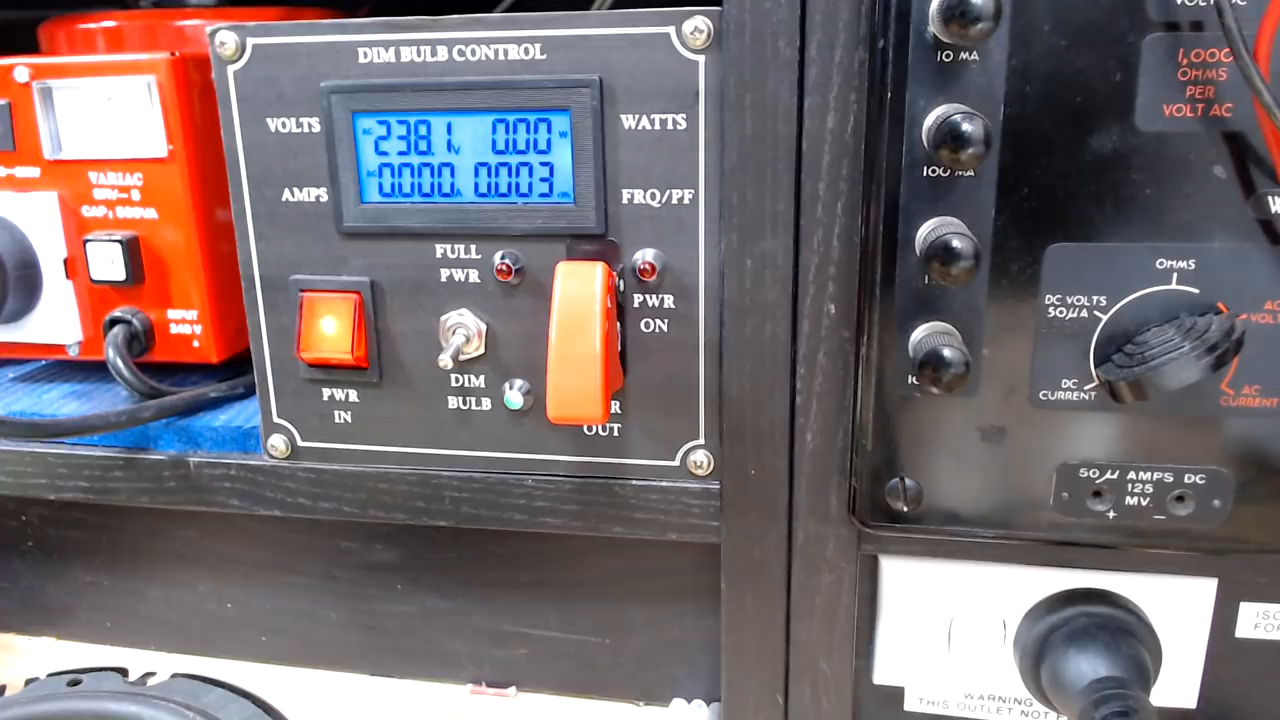 DIM BULB CONTROL
VOLTS
AC 238.1 V 0.00 W
WATTS
AMPS
AC 0.000 A 0.003
FRQ/PF
FULL
PWR
PWR
ON
PWR
IN
DIM
BULB
OUT
VARIAC
CAP; 500VA
INPUT
240 V
10 MA
100 MA
1,000
OHMS
PER
VOLT AC
OHMS
DC VOLTS
50µA
DC
CURRENT
AC
AC
CURRENT
50µ AMPS DC
125
MV.
+ −
WARNING
THIS OUTLET NOT